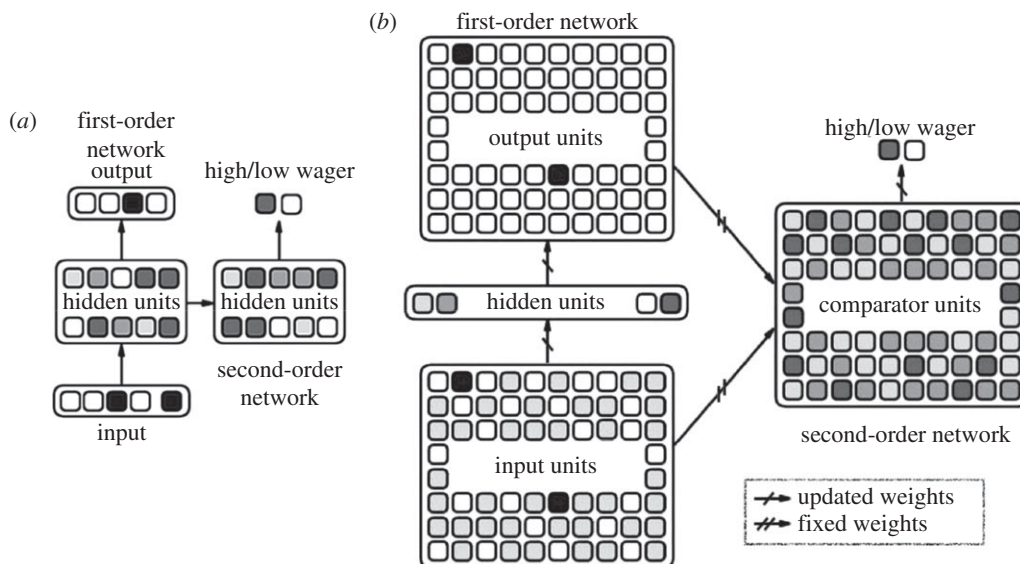 (a)
first-order
network
output
high/low wager
hidden units
hidden units
second-order
network
input
(b)
first-order network
output units
hidden units
input units
high/low wager
comparator units
second-order network
updated weights
fixed weights